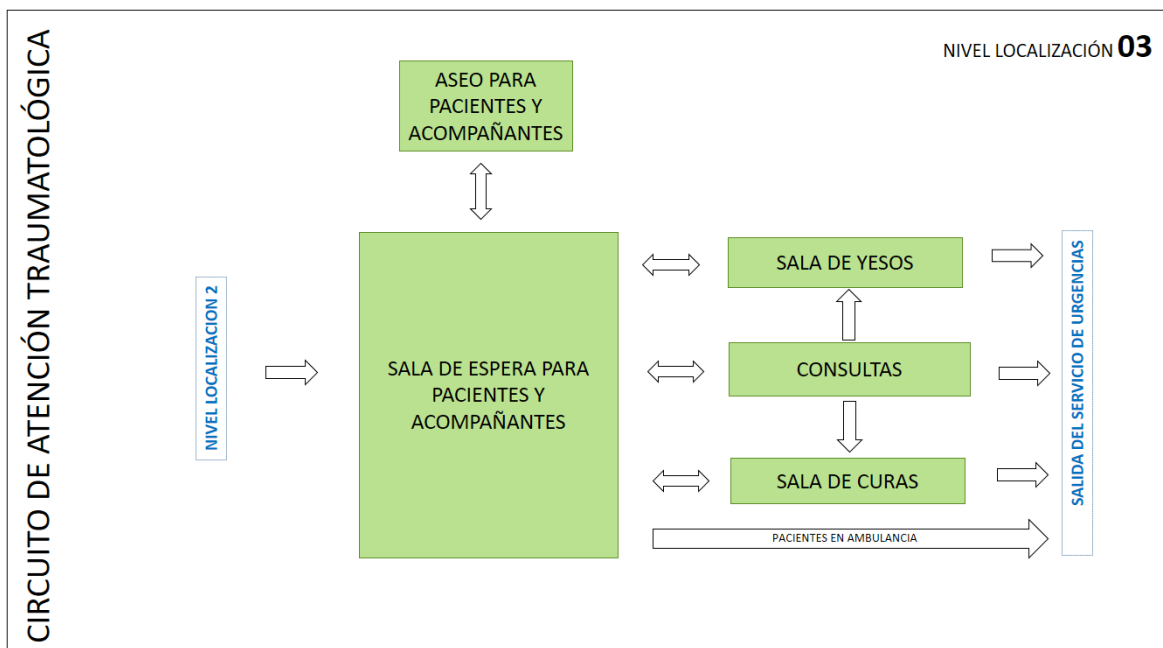 CIRCUITO DE ATENCIÓN TRAUMATOLÓGICA
NIVEL LOCALIZACIÓN 03
ASEO PARA
PACIENTES Y
ACOMPAÑANTES
NIVEL LOCALIZACION 2
SALA DE ESPERA PARA
PACIENTES Y
ACOMPAÑANTES
SALA DE YESOS
CONSULTAS
SALA DE CURAS
PACIENTES EN AMBULANCIA
SALIDA DEL SERVICIO DE URGENCIAS